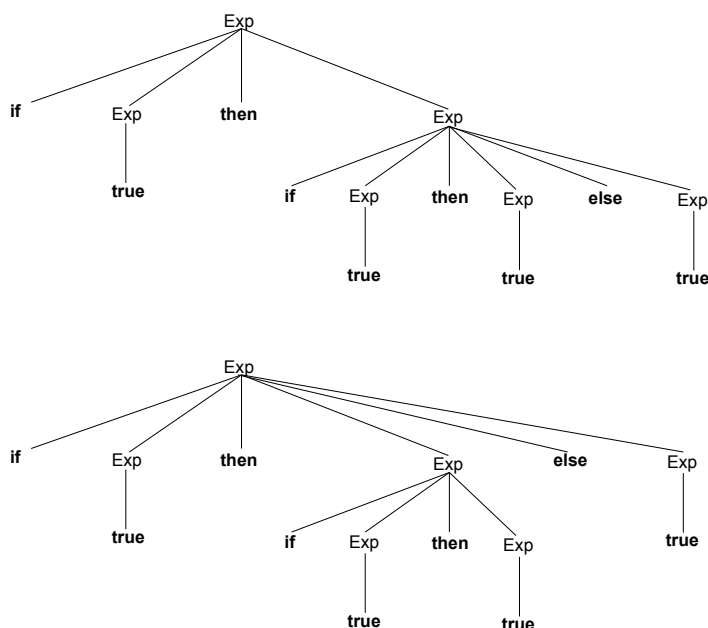 Exp
if Exp then Exp
true if Exp then Exp else Exp
true true true
Exp
if Exp then Exp else Exp
true if Exp then Exp true
true true